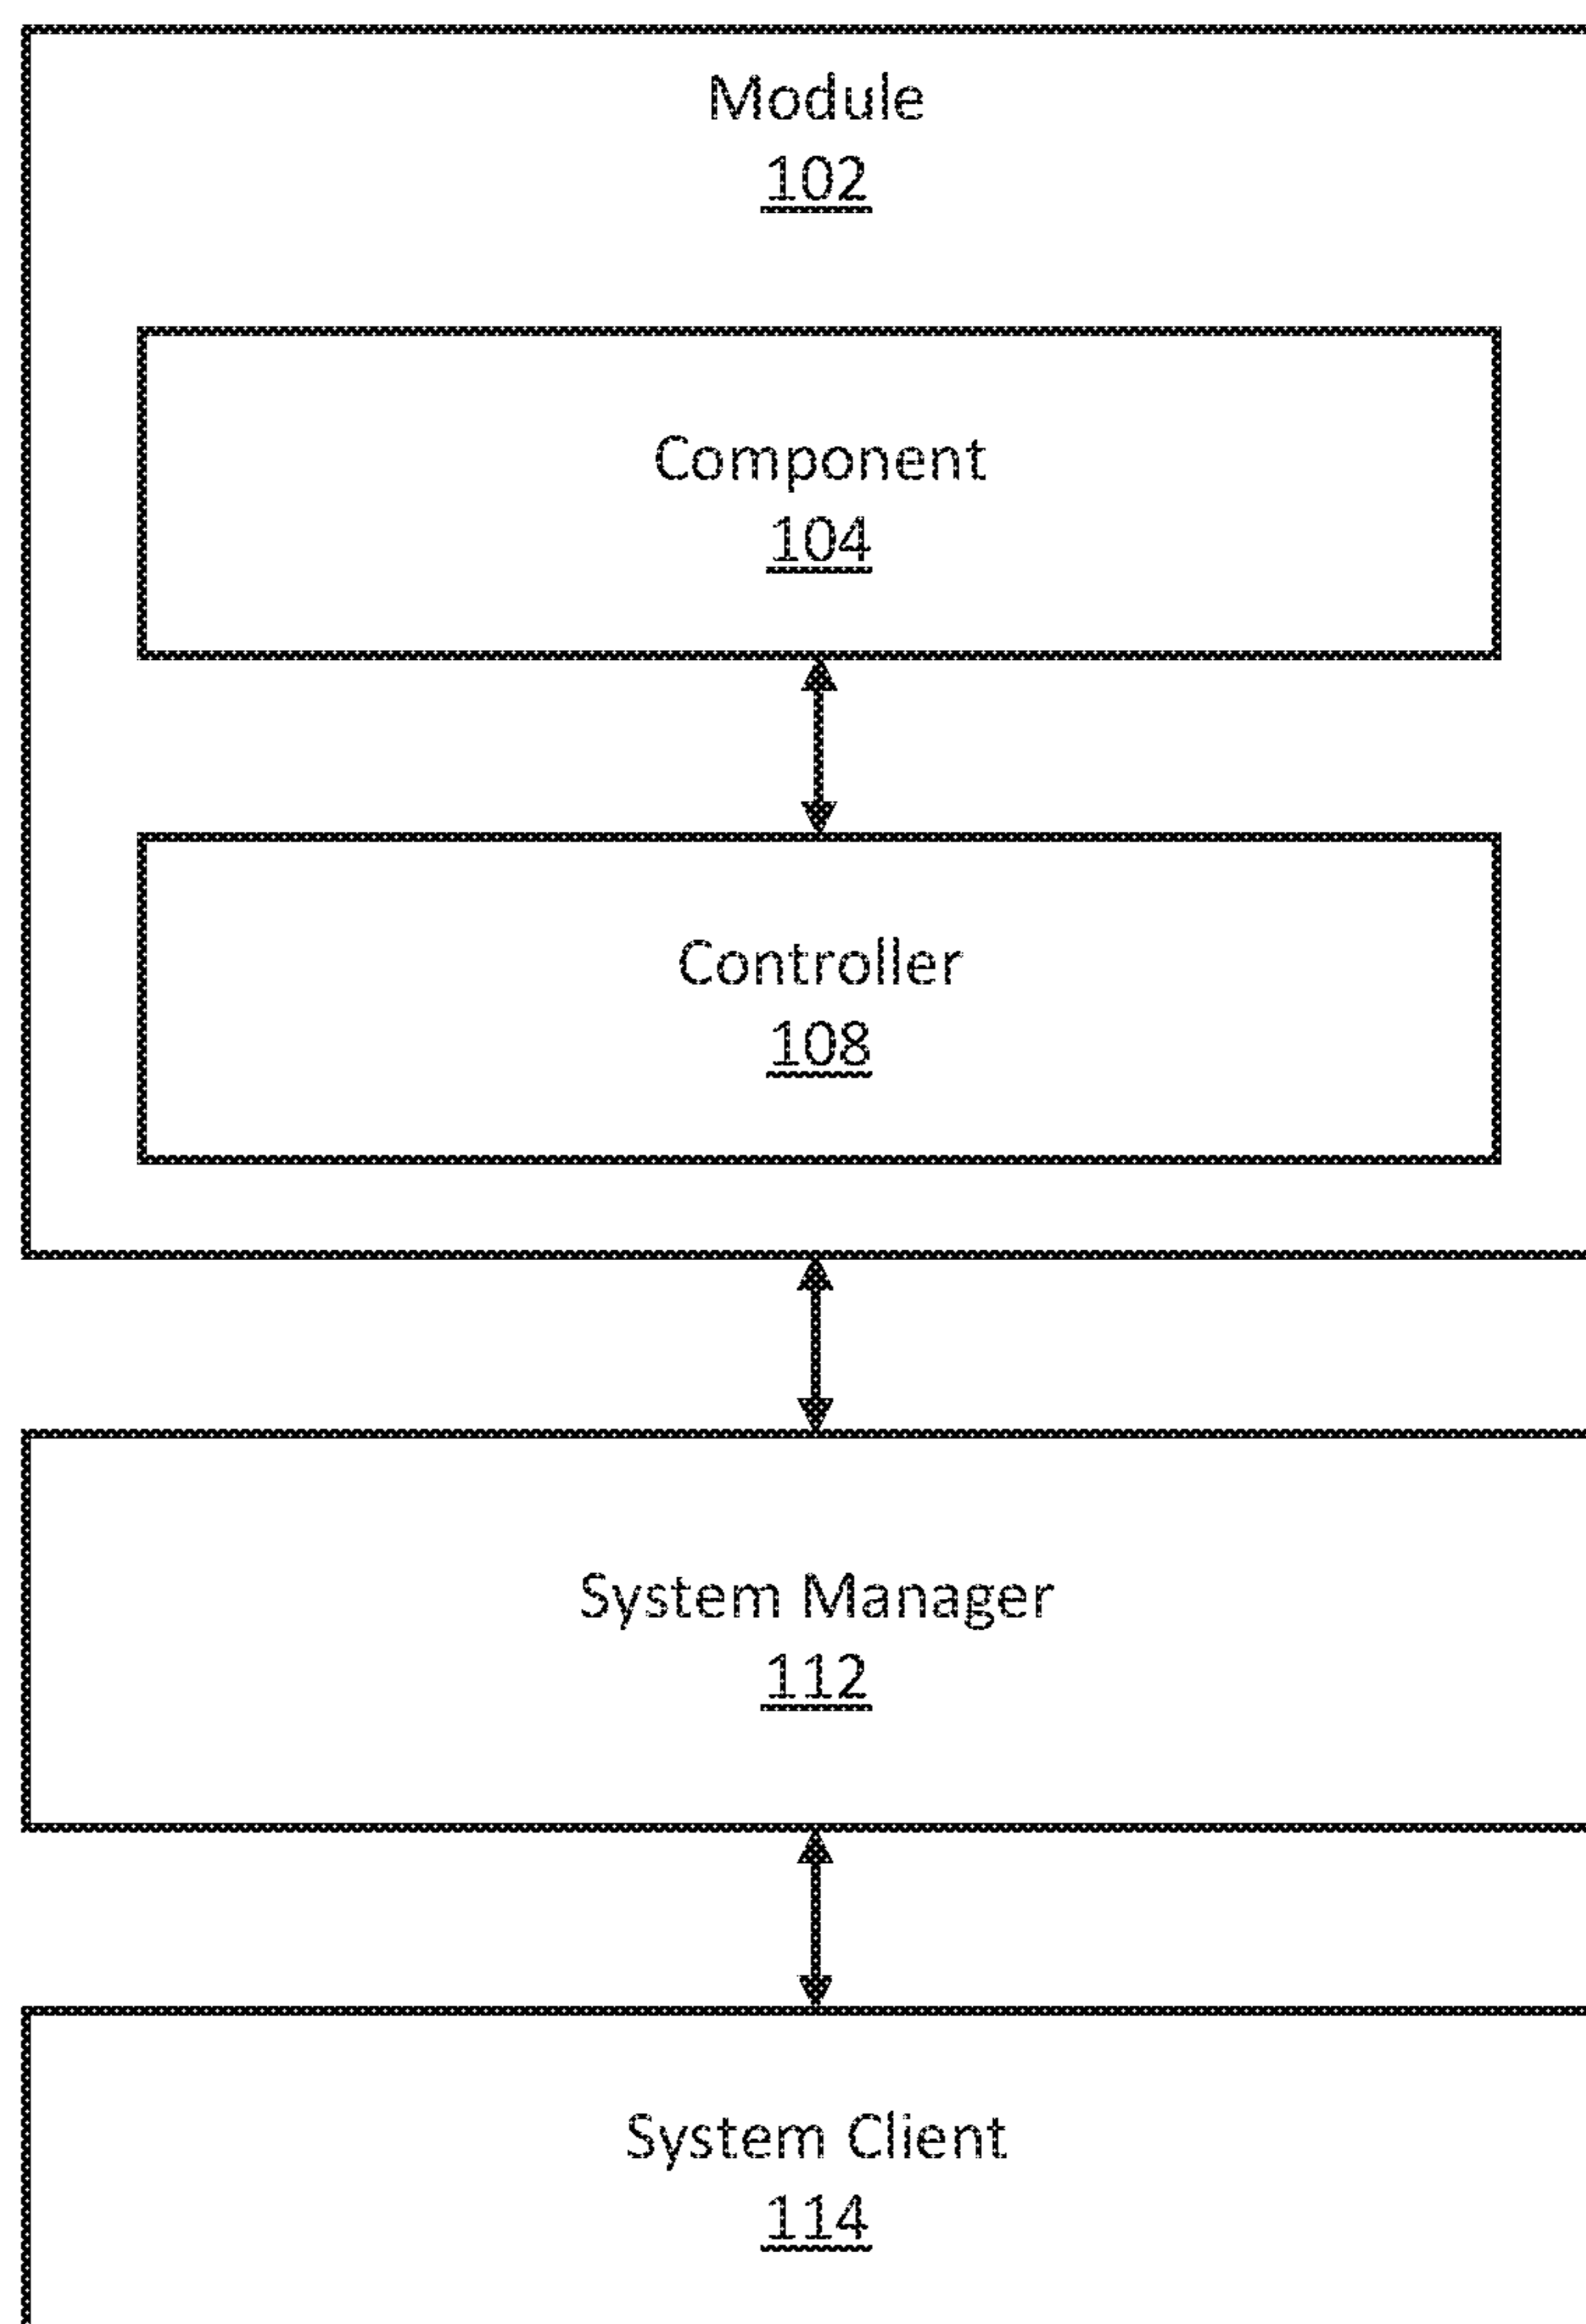 Module
102
Component
104
Controller
108
System Manager
112
System Client
114